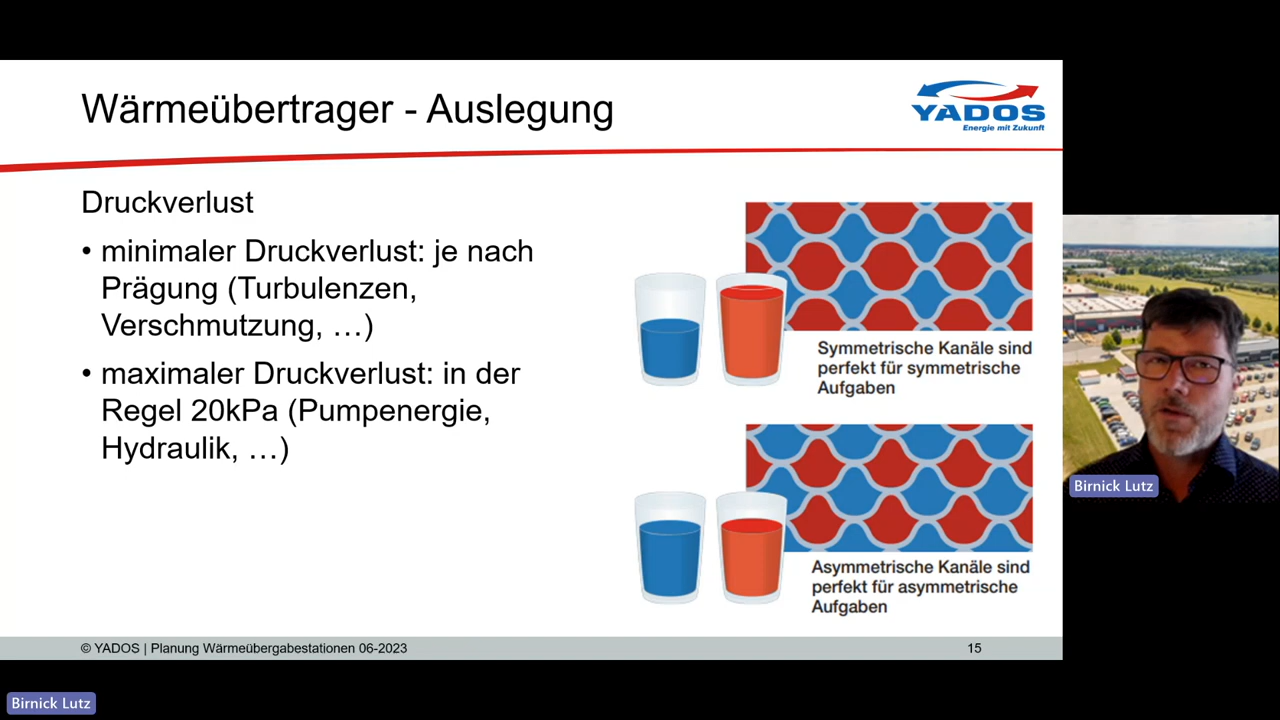 Wärmeübertrager - Auslegung
YADOS
Energie mit Zukunft
Druckverlust
• minimaler Druckverlust: je nach
Prägung (Turbulenzen,
Verschmutzung, …)
• maximaler Druckverlust: in der
Regel 20kPa (Pumpenergie,
Hydraulik, …)
Symmetrische Kanäle sind
perfekt für symmetrische
Aufgaben
Asymmetrische Kanäle sind
perfekt für asymmetrische
Aufgaben
© YADOS | Planung Wärmeübergabestationen 06-2023
15
Birnick Lutz
Birnick Lutz